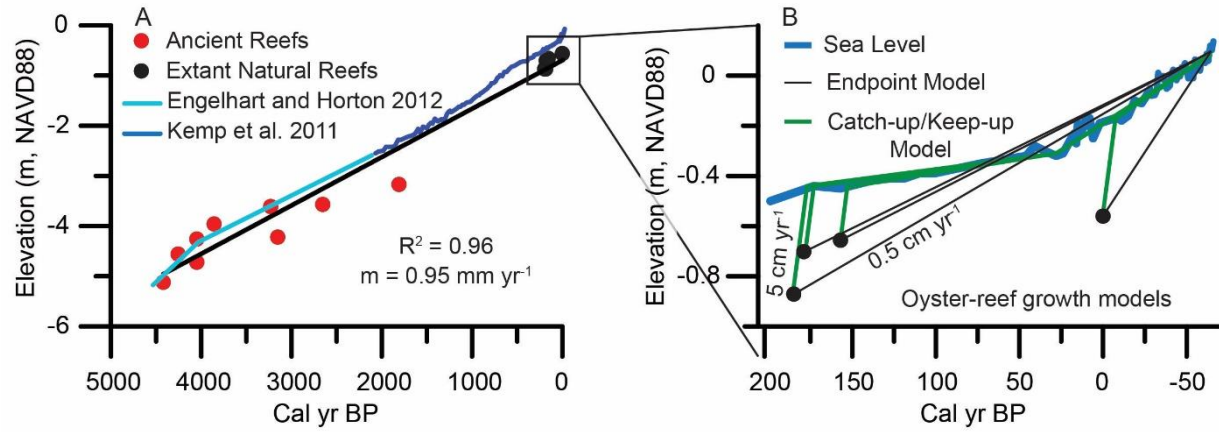 A
Ancient Reefs
Extant Natural Reefs
Engelhart and Horton 2012
Kemp et al. 2011
R² = 0.96
m = 0.95 mm yr⁻¹
Elevation (m, NAVD88)
0
-2
-4
-6
5000 4000 3000 2000 1000 0
Cal yr BP
B
Sea Level
Endpoint Model
Catch-up/Keep-up
Model
5 cm yr⁻¹
0.5 cm yr⁻¹
Oyster-reef growth models
Elevation (m, NAVD88)
0
-0.4
-0.8
200 150 100 50 0 -50
Cal yr BP